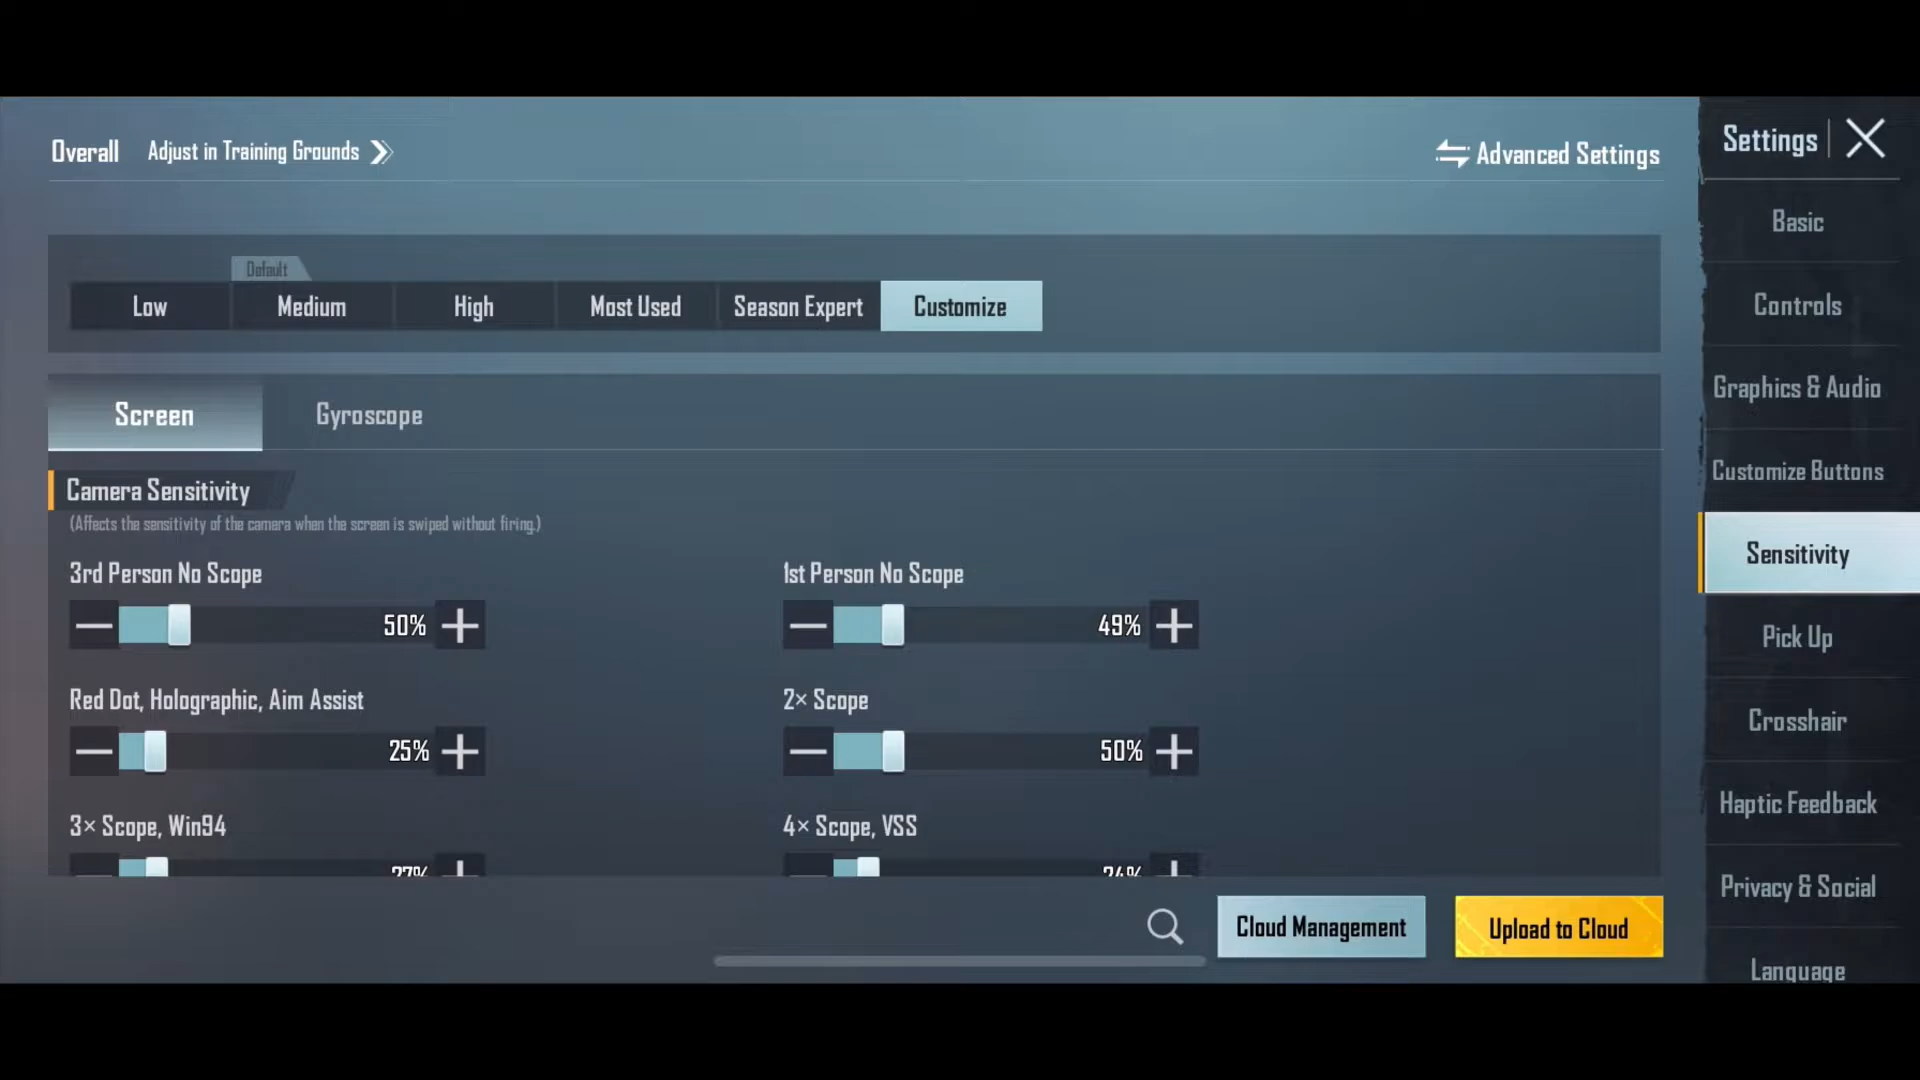 Overall
Adjust in Training Grounds
Advanced Settings
Default
Low
Medium
High
Most Used
Season Expert
Customize
Screen
Gyroscope
Camera Sensitivity
(Affects the sensitivity of the camera when the screen is swiped without firing.)
3rd Person No Scope
1st Person No Scope
50%
49%
Red Dot, Holographic, Aim Assist
2× Scope
25%
50%
3× Scope, Win94
4× Scope, VSS
Cloud Management
Upload to Cloud
Settings
Basic
Controls
Graphics & Audio
Customize Buttons
Sensitivity
Pick Up
Crosshair
Haptic Feedback
Privacy & Social
Language